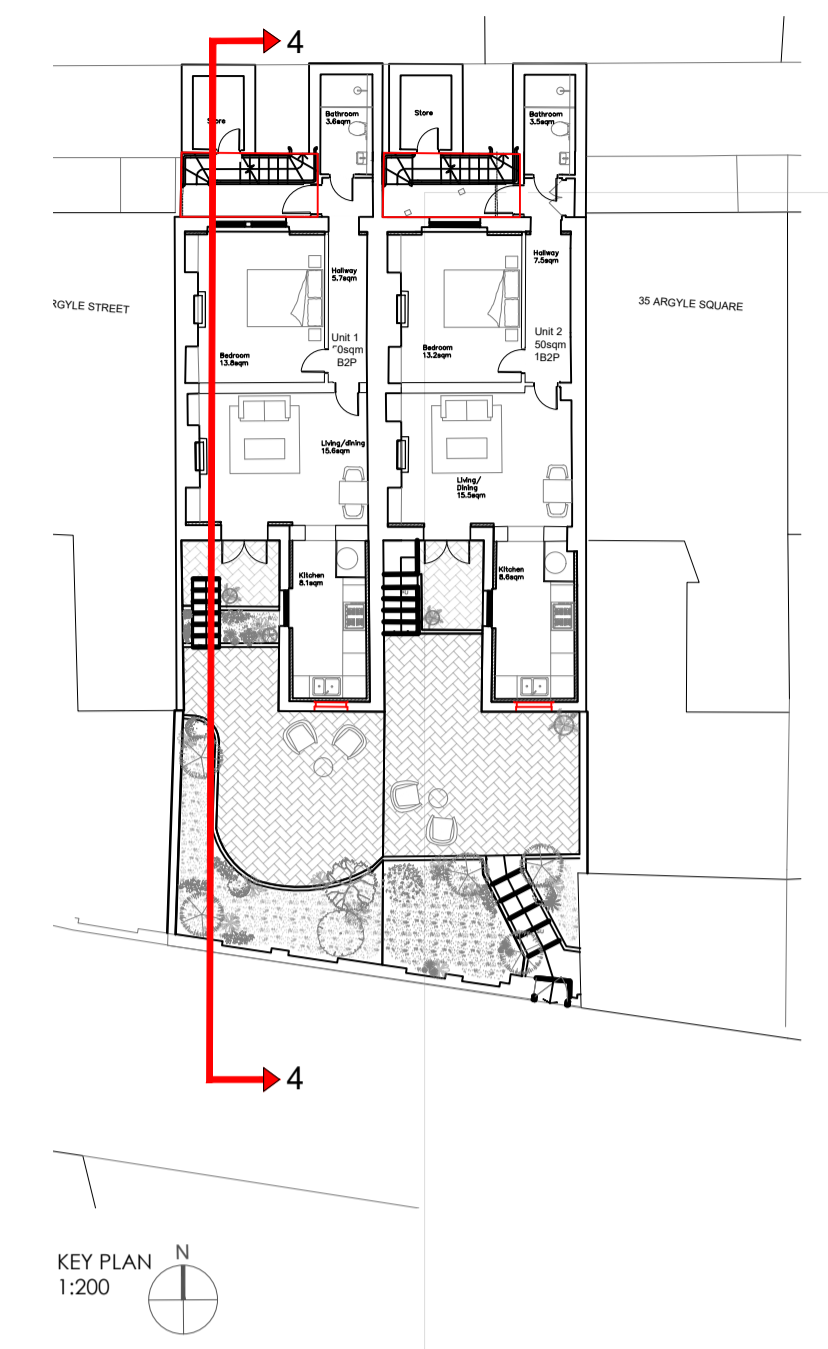 4
Bathroom
3.6sqm
Bathroom
3.5sqm
Store
Store
Hallway
5.7sqm
Hallway
7.5sqm
RGYLE STREET
35 ARGYLE SQUARE
Unit 1
0sqm
B2P
Unit 2
50sqm
1B2P
Bedroom
13.8sqm
Bedroom
13.2sqm
Living/dining
15.6sqm
Living/
Dining
15.5sqm
Kitchen
8.1sqm
Kitchen
8.6sqm
4
KEY PLAN
1:200
N